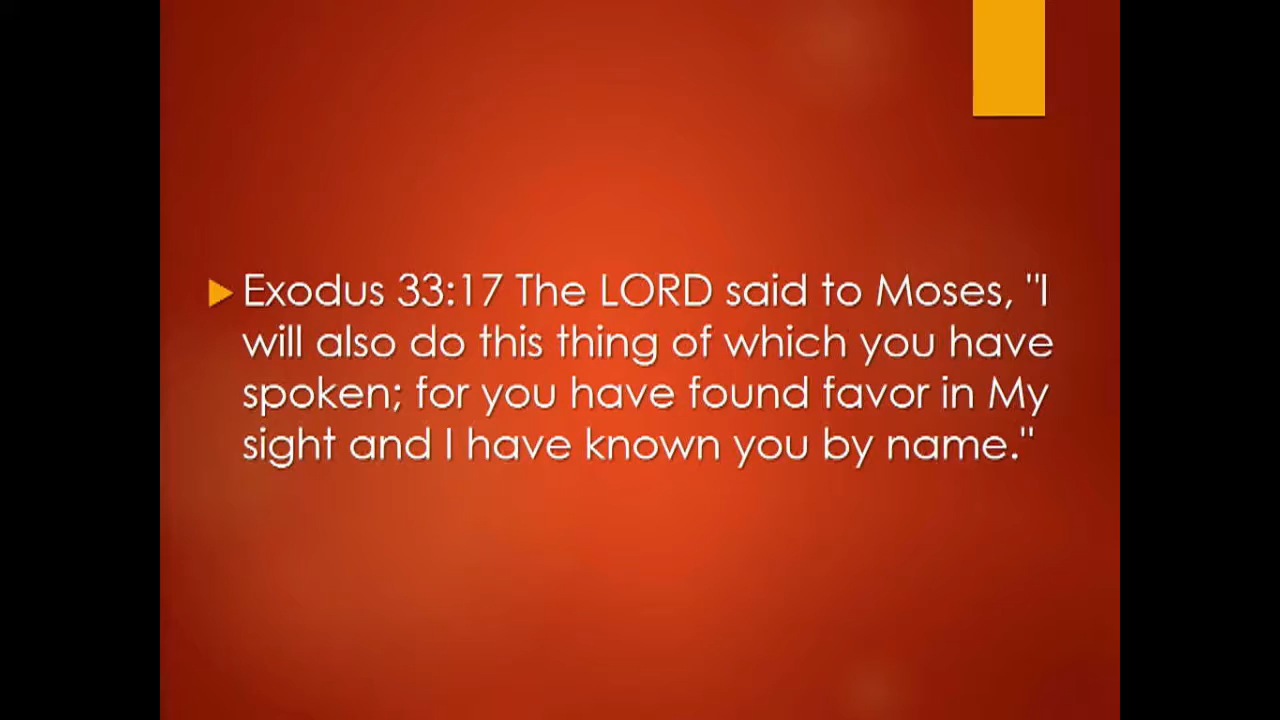 Exodus 33:17 The LORD said to Moses, "I
will also do this thing of which you have
spoken; for you have found favor in My
sight and I have known you by name."